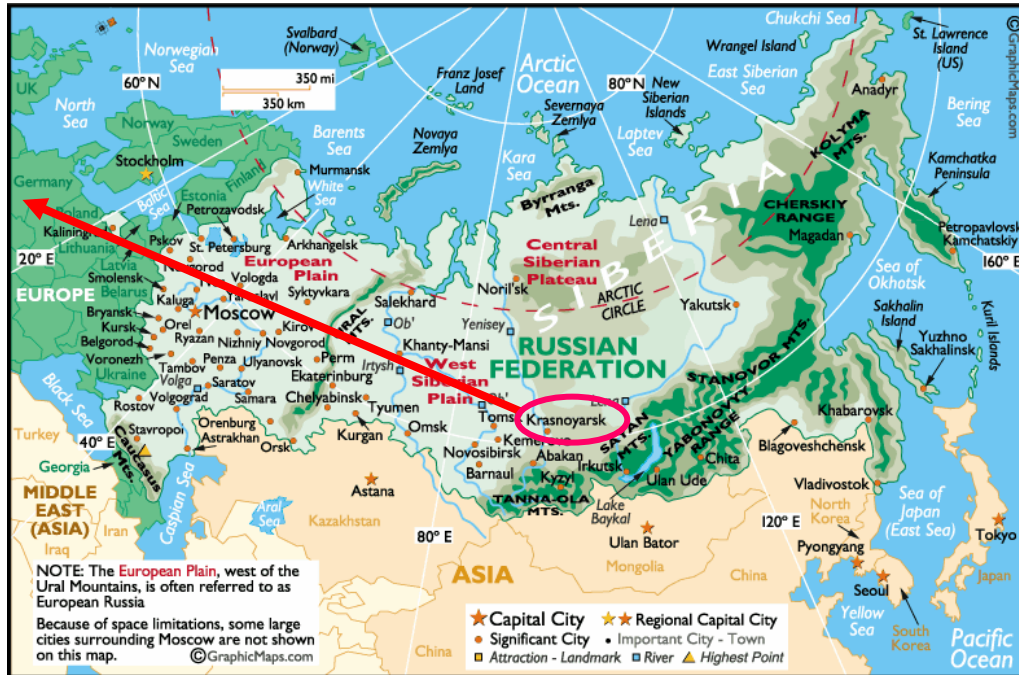 Chukchi Sea
St. Lawrence
Island
(US)
©GraphicMaps.com
Norwegian
Sea
Svalbard
(Norway)
Arctic
Ocean
Wrangel Island
East Siberian
Sea
80° N
60° N
350 mi
350 km
UK
North
Sea
Franz Josef
Land
Severnaya
Zemlya
New
Siberian
Islands
Anadyr
Bering
Sea
Norway
Sweden
Stockholm
Barents
Sea
Novaya
Zemlya
Kara
Sea
Laptev
Sea
KOLYMA
MTS.
Kamchatka
Peninsula
Germany
Baltic
Sea
Finland
Estonia
Murmansk
White
Sea
Byrranga
Mts.
Lena
CHERSKIY
RANGE
Magadan
Petropavlovsk
Kamchatskiy
Poland
Kaliningrad
Lithuania
Latvia
Petrozavodsk
Pskov
St. Petersburg
Arkhangelsk
European
Plain
Central
Siberian
Plateau
SIBERIA
20° E
160° E
Sea of
Okhotsk
EUROPE
Belarus
Smolensk
Vologda
Syktyvkara
Salekhard
Noril'sk
ARCTIC
CIRCLE
Yakutsk
Sakhalin
Island
Kuril Islands
Kaluga
Moscow
Bryansk
Kursk
Orel
Ryazan
Kirov
URAL MTS.
Ob'
Yenisey
Yuzhno
Sakhalinsk
Belgorod
Nizhniy Novgorod
Khanty-Mansi
RUSSIAN
FEDERATION
STANOVOR MTS.
Voronezh
Penza
Ulyanovsk
Perm
Irtysh
West
Siberian
Plain
Ukraine
Tambov
Volga
Saratov
Ekaterinburg
Black Sea
Volgograd
Samara
Chelyabinsk
Tyumen
Tomsk
Krasnoyarsk
Lena
SAYAN
MTS.
YABONOVYY
RANGE
Khabarovsk
Rostov
Turkey
Stavropoi
Orenburg
Astrakhan
Kurgan
Omsk
Kemerovo
Novosibirsk
Abakan
Irkutsk
Chita
Blagoveshchensk
40° E
Caucasus
Mts.
Orsk
Barnaul
Kyzyl
Ulan Ude
Georgia
Caspian Sea
Astana
TANNA-OLA
MTS.
Lake
Baykal
Vladivostok
MIDDLE
EAST
(ASIA)
Aral
Sea
Kazakhstan
80° E
120° E
North
Korea
Sea of
Japan
(East Sea)
Iran
Iraq
Ulan Bator
Mongolia
Pyongyang
Tokyo
ASIA
China
China
China
Seoul
Japan
Yellow
Sea
South
Korea
Pacific
Ocean
NOTE: The European Plain, west of the
Ural Mountains, is often referred to as
European Russia
Because of space limitations, some large
cities surrounding Moscow are not shown
on this map.
©GraphicMaps.com
Capital City
Regional Capital City
Significant City
Important City - Town
Attraction - Landmark
River
Highest Point